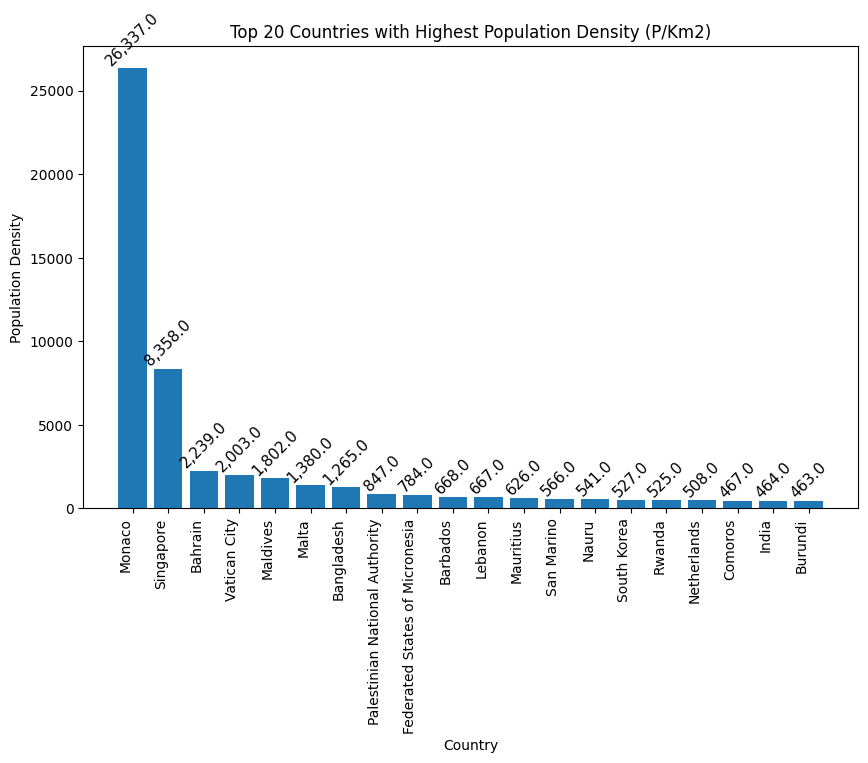 Top 20 Countries with Highest Population Density (P/Km2)
Population Density
25000
20000
15000
10000
5000
0
26,337.0
8,358.0
2,239.0
2,003.0
1,802.0
1,380.0
1,265.0
847.0
784.0
668.0
667.0
626.0
566.0
541.0
527.0
525.0
508.0
467.0
464.0
463.0
Monaco
Singapore
Bahrain
Vatican City
Maldives
Malta
Bangladesh
Palestinian National Authority
Federated States of Micronesia
Barbados
Lebanon
Mauritius
San Marino
Nauru
South Korea
Rwanda
Netherlands
Comoros
India
Burundi
Country